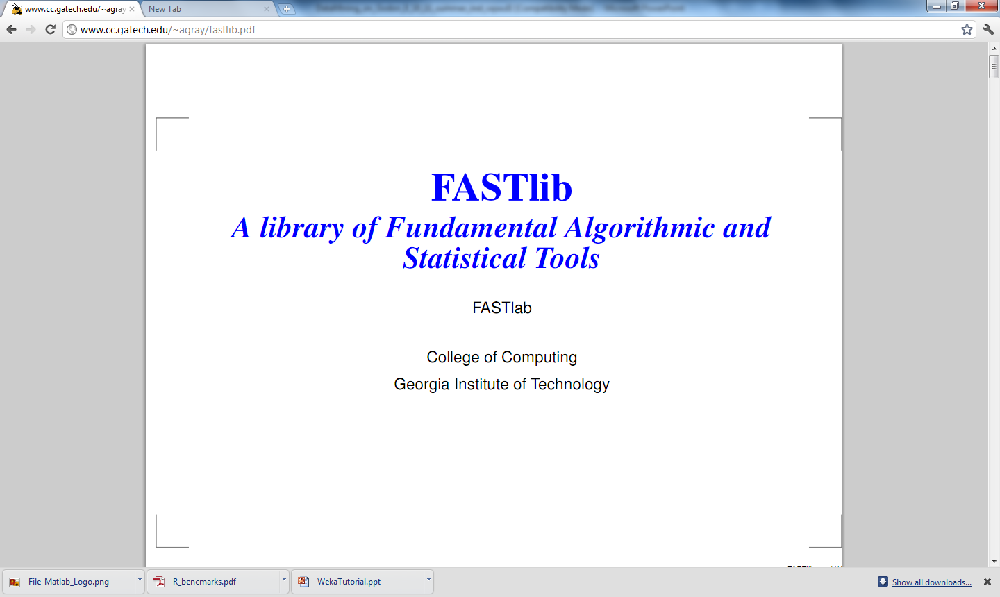 www.cc.gatech.edu/~agray
New Tab
www.cc.gatech.edu/~agray/fastlib.pdf
FASTlib
A library of Fundamental Algorithmic and
Statistical Tools
FASTlab
College of Computing
Georgia Institute of Technology
File-Matlab_Logo.png
R_bencmarks.pdf
WekaTutorial.ppt
Show all downloads...